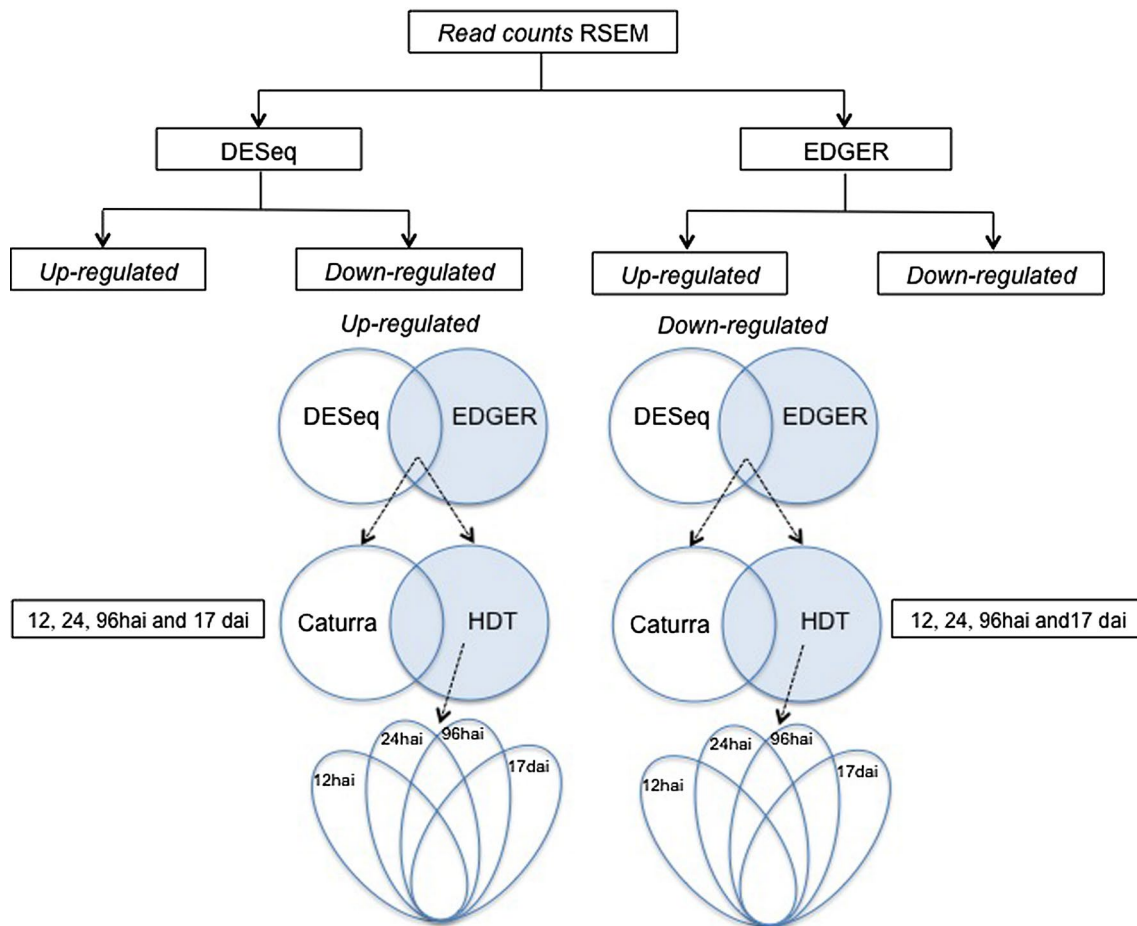 Read counts RSEM
DESeq
EDGER
Up-regulated
Down-regulated
Up-regulated
Down-regulated
Up-regulated
Down-regulated
DESeq
EDGER
DESeq
EDGER
12, 24, 96hai and 17 dai
Caturra
HDT
Caturra
HDT
12, 24, 96hai and17 dai
12hai
24hai
96hai
17dai
12hai
24hai
96hai
17dai